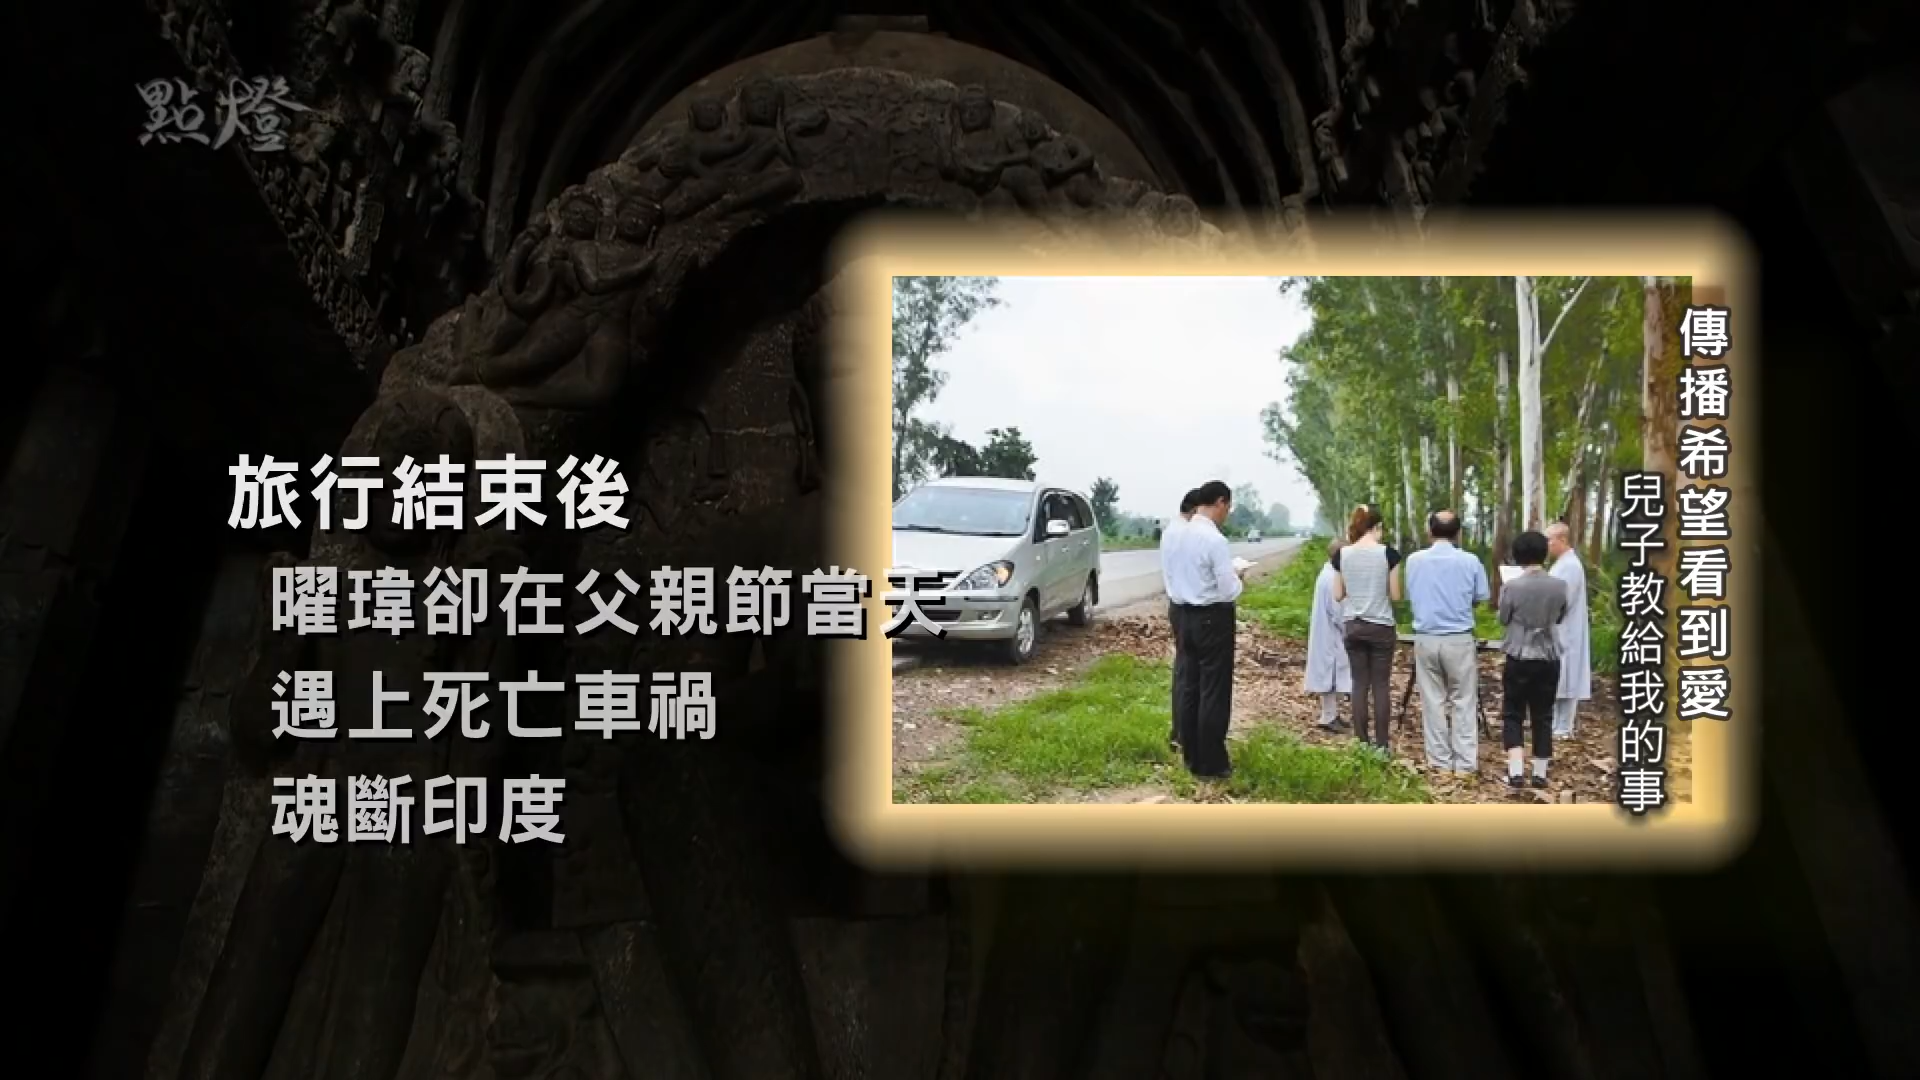 點燈
旅行結束後
曜瑋卻在父親節當天
遇上死亡車禍
魂斷印度
傳播希望看到愛
兒子教給我的事